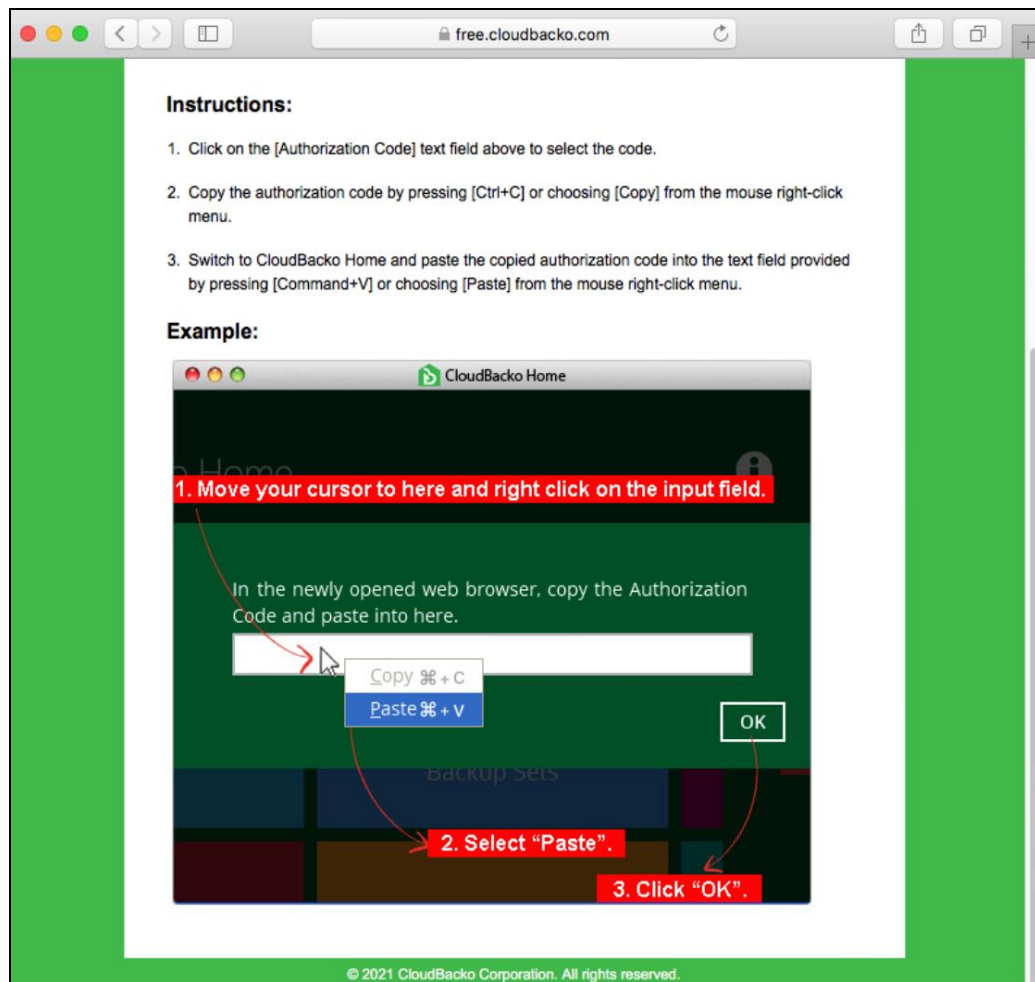 free.cloudbacko.com
Instructions:
1. Click on the [Authorization Code] text field above to select the code.
2. Copy the authorization code by pressing [Ctrl+C] or choosing [Copy] from the mouse right-click
menu.
3. Switch to CloudBacko Home and paste the copied authorization code into the text field provided
by pressing [Command+V] or choosing [Paste] from the mouse right-click menu.
Example:
CloudBacko Home
o Home
1. Move your cursor to here and right click on the input field.
In the newly opened web browser, copy the Authorization
Code and paste into here.
Copy ⌘ + C
Paste ⌘ + V
OK
Backup Sets
2. Select “Paste”.
3. Click “OK”.
© 2021 CloudBacko Corporation. All rights reserved.